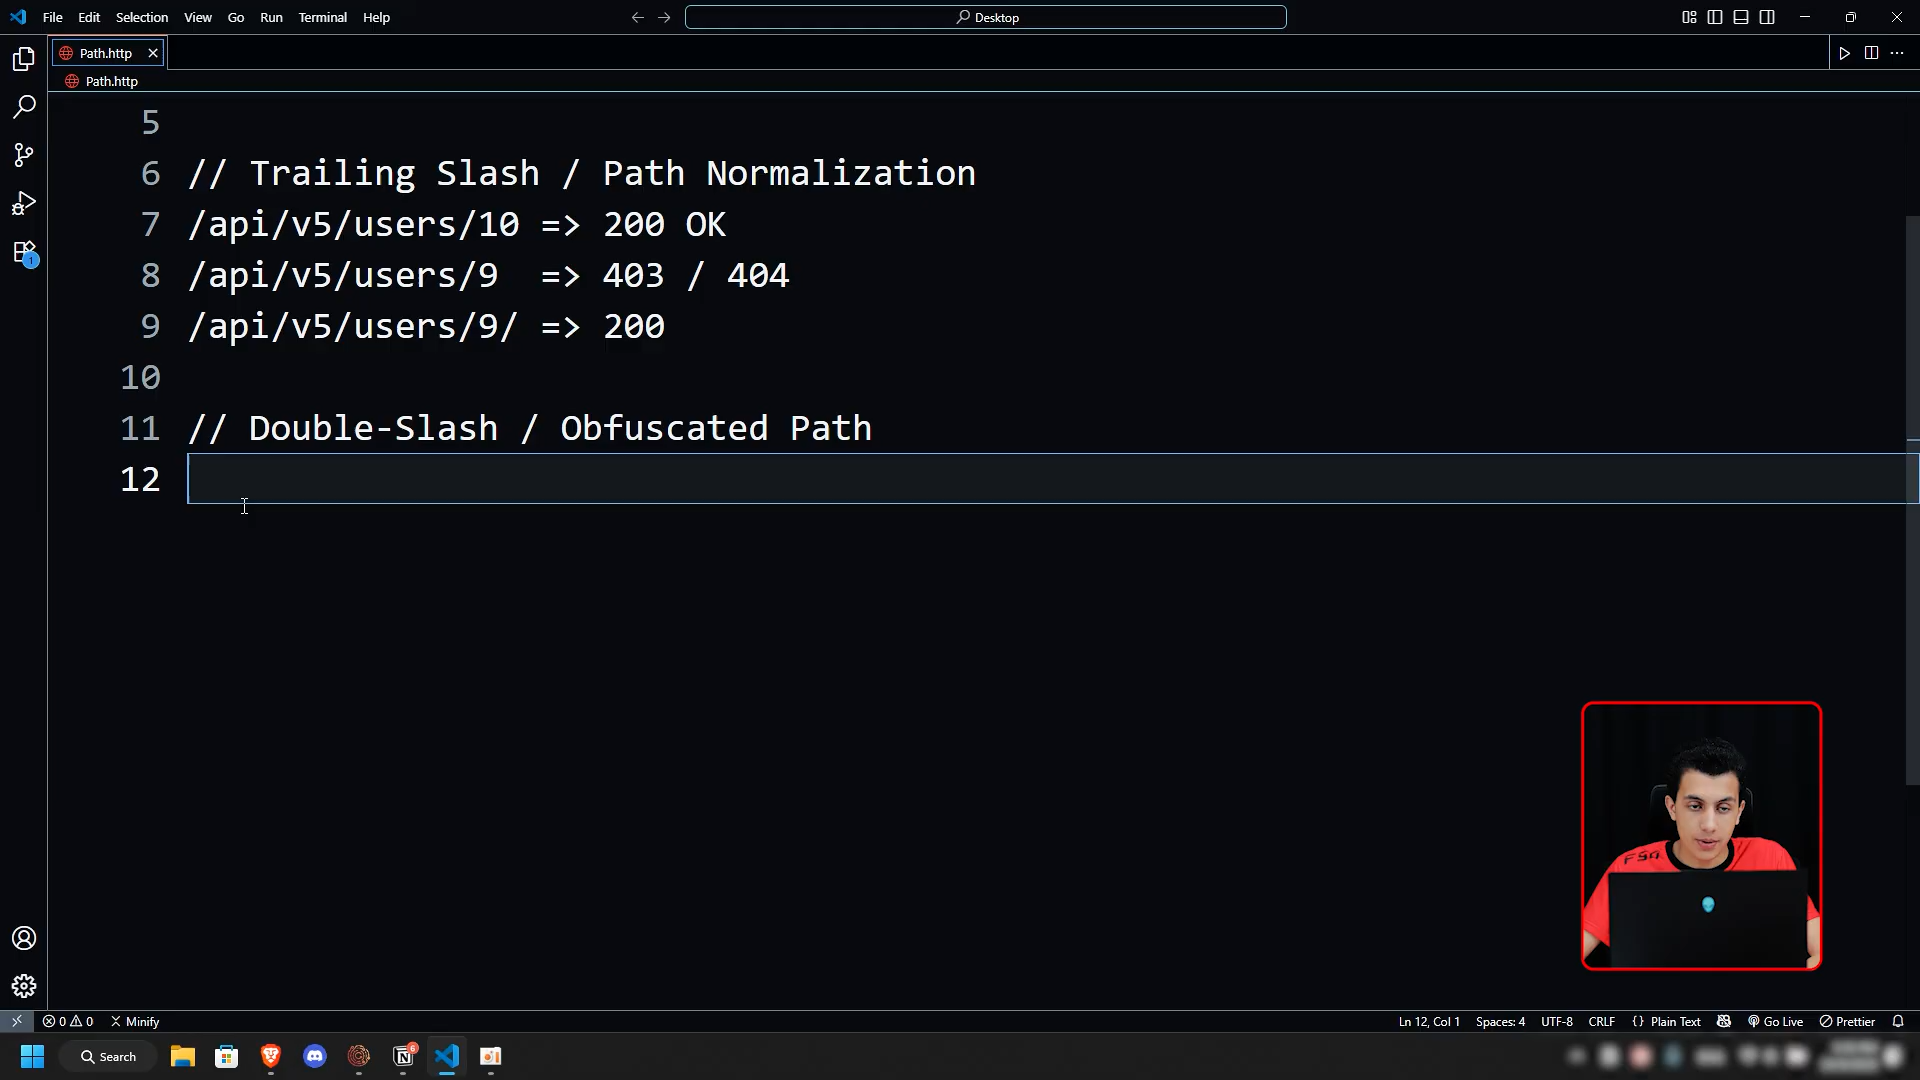 File Edit Selection View Go Run Terminal Help
Desktop
Path.http
Path.http
5
6 // Trailing Slash / Path Normalization
7 /api/v5/users/10 => 200 OK
8 /api/v5/users/9  => 403 / 404
9 /api/v5/users/9/ => 200
10
11 // Double-Slash / Obfuscated Path
12
1
FSA
0 0 Minify
Ln 12, Col 1 Spaces: 4 UTF-8 CRLF {} Plain Text Go Live Prettier
Search
6